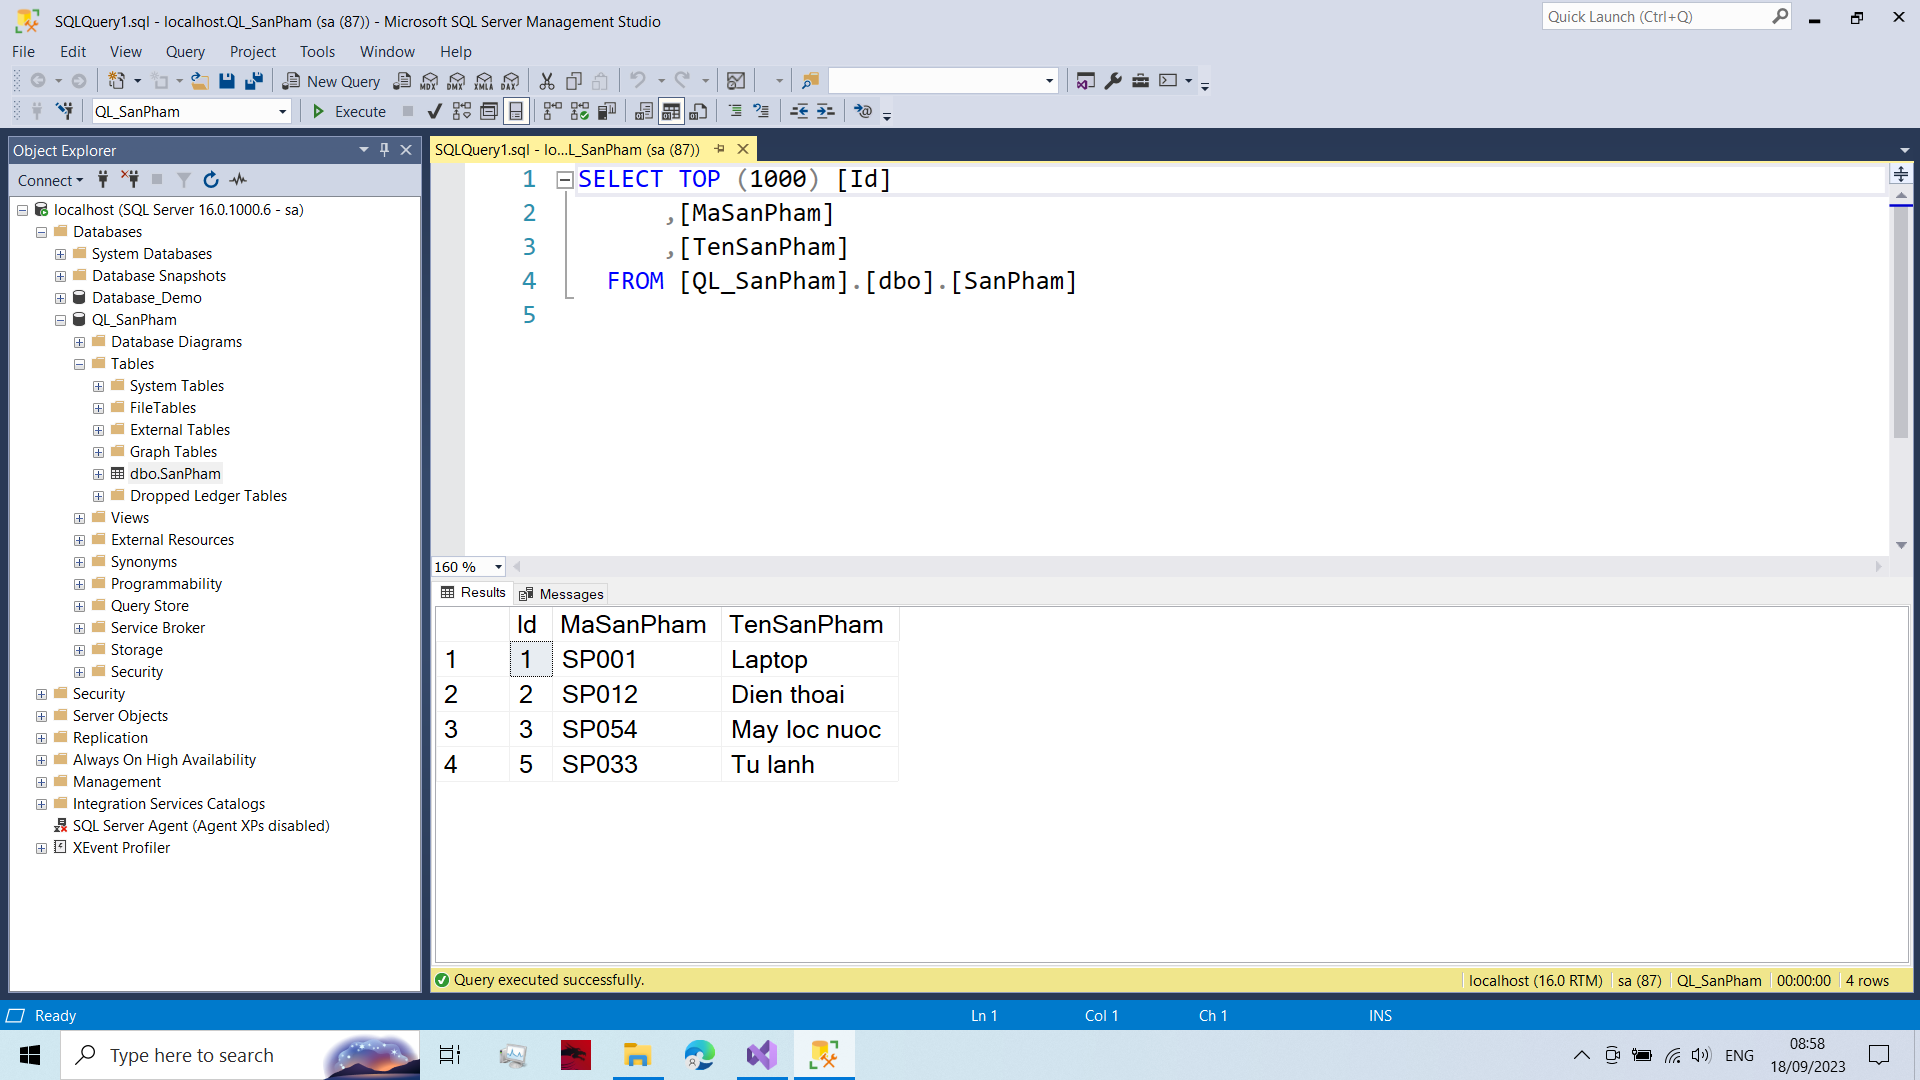 SQLQuery1.sql - localhost.QL_SanPham (sa (87)) - Microsoft SQL Server Management Studio
Quick Launch (Ctrl+Q)
File Edit View Query Project Tools Window Help
New Query MDX DMX XMLA DAX
QL_SanPham Execute
Object Explorer
Connect
localhost (SQL Server 16.0.1000.6 - sa)
Databases
System Databases
Database Snapshots
Database_Demo
QL_SanPham
Database Diagrams
Tables
System Tables
FileTables
External Tables
Graph Tables
dbo.SanPham
Dropped Ledger Tables
Views
External Resources
Synonyms
Programmability
Query Store
Service Broker
Storage
Security
Security
Server Objects
Replication
Always On High Availability
Management
Integration Services Catalogs
SQL Server Agent (Agent XPs disabled)
XEvent Profiler
SQLQuery1.sql - lo...L_SanPham (sa (87))
1 SELECT TOP (1000) [Id]
2 ,[MaSanPham]
3 ,[TenSanPham]
4 FROM [QL_SanPham].[dbo].[SanPham]
5
160 %
Results Messages
Id MaSanPham TenSanPham
1 1 SP001 Laptop
2 2 SP012 Dien thoai
3 3 SP054 May loc nuoc
4 5 SP033 Tu lanh
Query executed successfully. localhost (16.0 RTM) sa (87) QL_SanPham 00:00:00 4 rows
Ready Ln 1 Col 1 Ch 1 INS
Type here to search ENG 08:58
18/09/2023